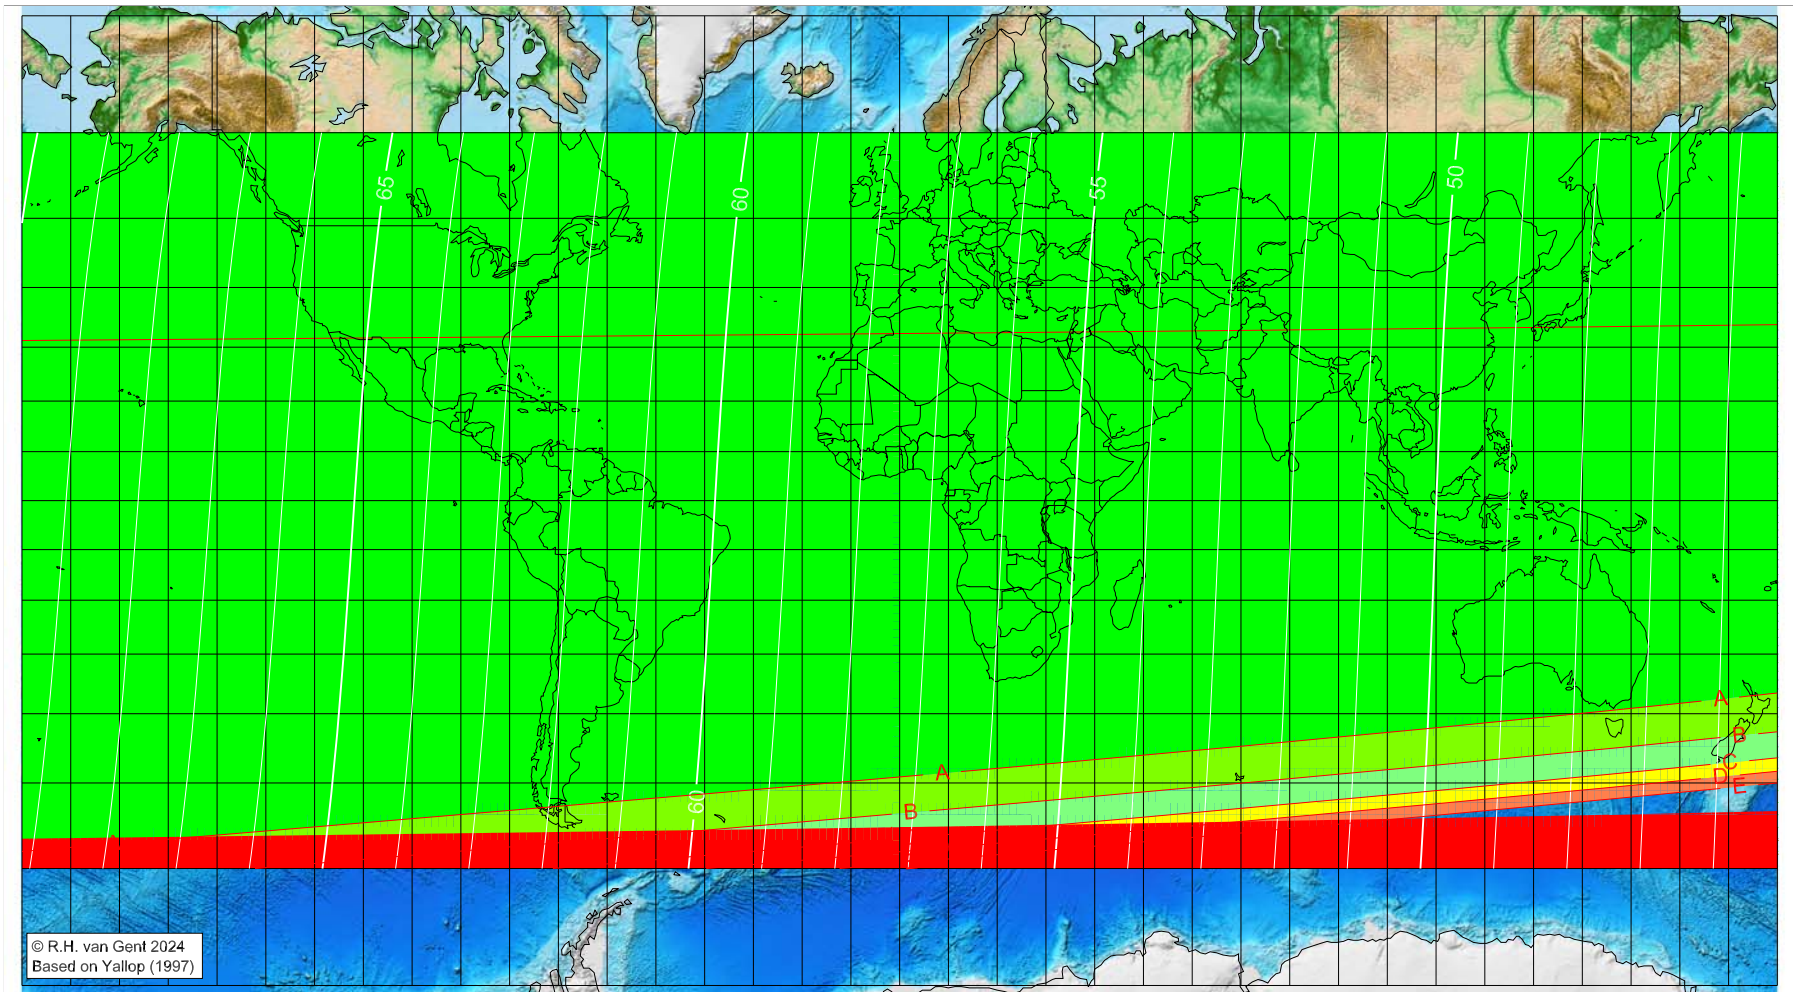 65
60
55
50
A
B
C
D
E
A
B
60
© R.H. van Gent 2024
Based on Yallop (1997)